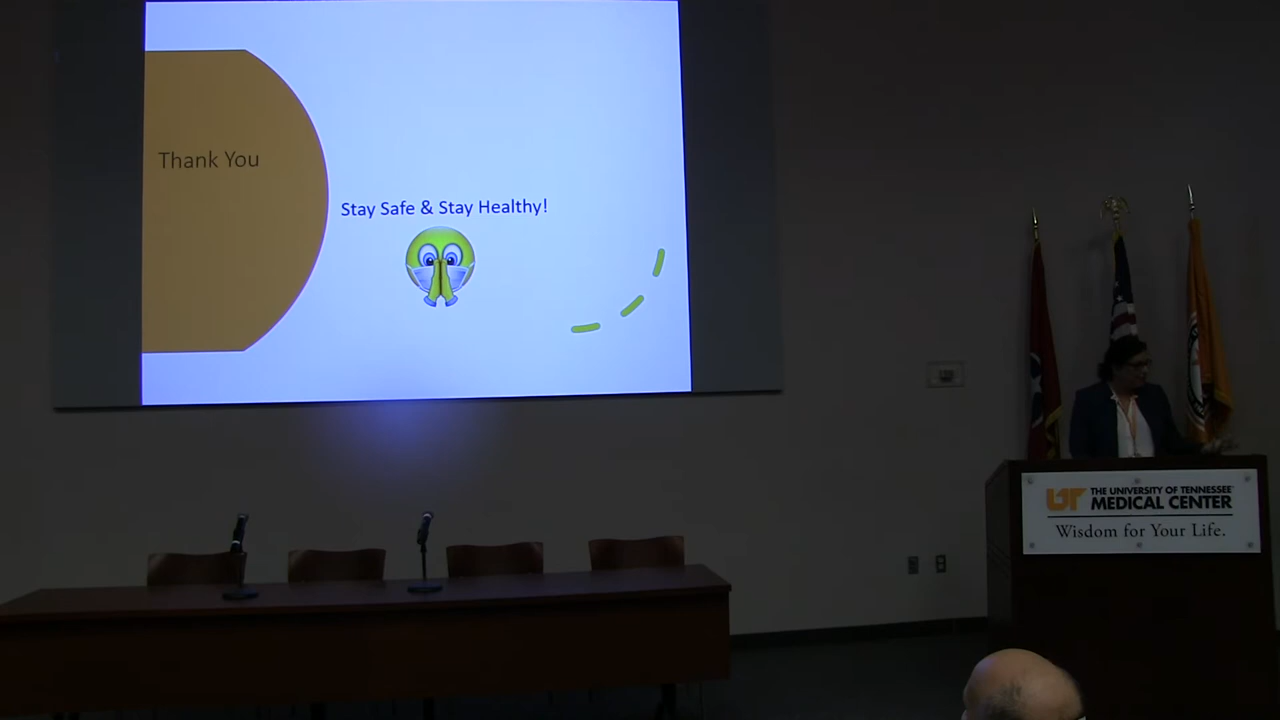 Thank You
Stay Safe & Stay Healthy!
UT THE UNIVERSITY OF TENNESSEE
MEDICAL CENTER
Wisdom for Your Life.